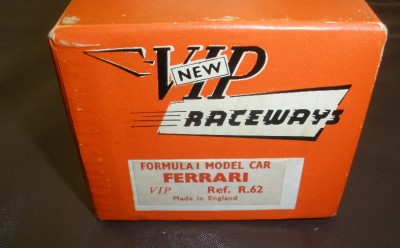 VIP
NEW
RACEWAYS
FORMULA 1 MODEL CAR
FERRARI
VIP Ref. R.62
Made in England